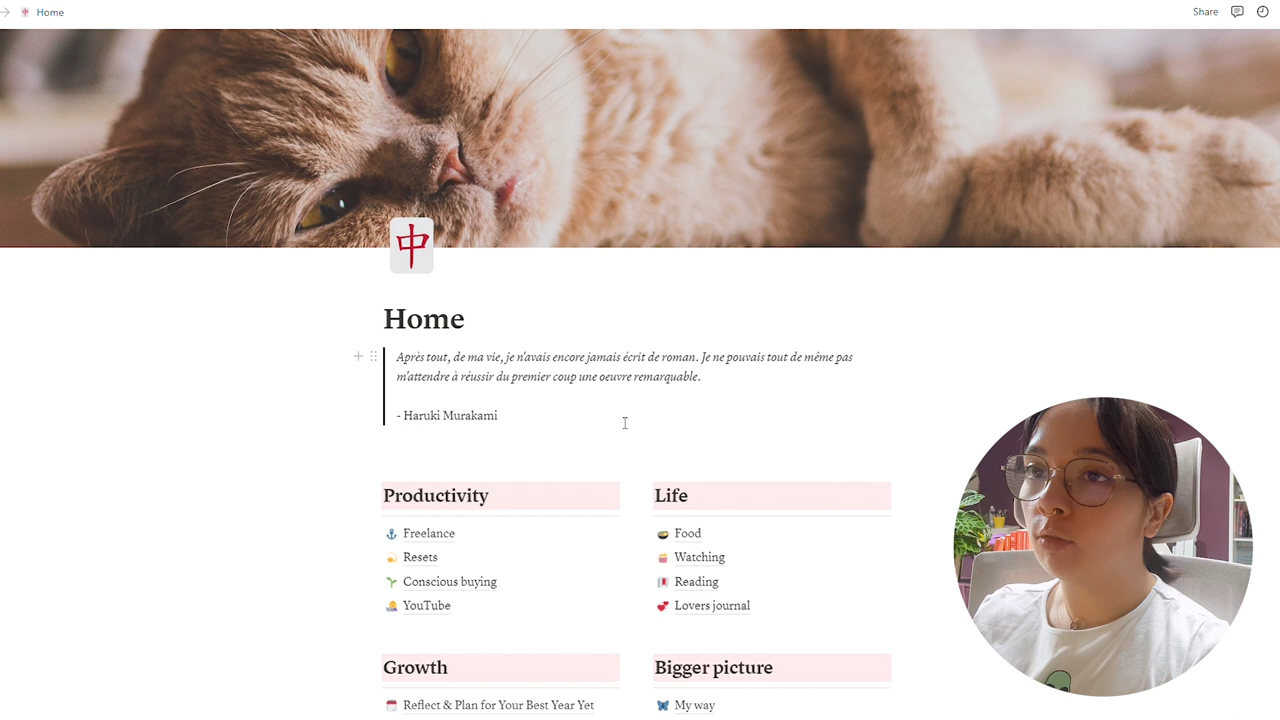 Home
Share
中
Home
Après tout, de ma vie, je n'avais encore jamais écrit de roman. Je ne pouvais tout de même pas
m'attendre à réussir du premier coup une oeuvre remarquable.
- Haruki Murakami
Productivity
Freelance
Resets
Conscious buying
YouTube
Life
Food
Watching
Reading
Lovers journal
Growth
Reflect & Plan for Your Best Year Yet
Bigger picture
My way